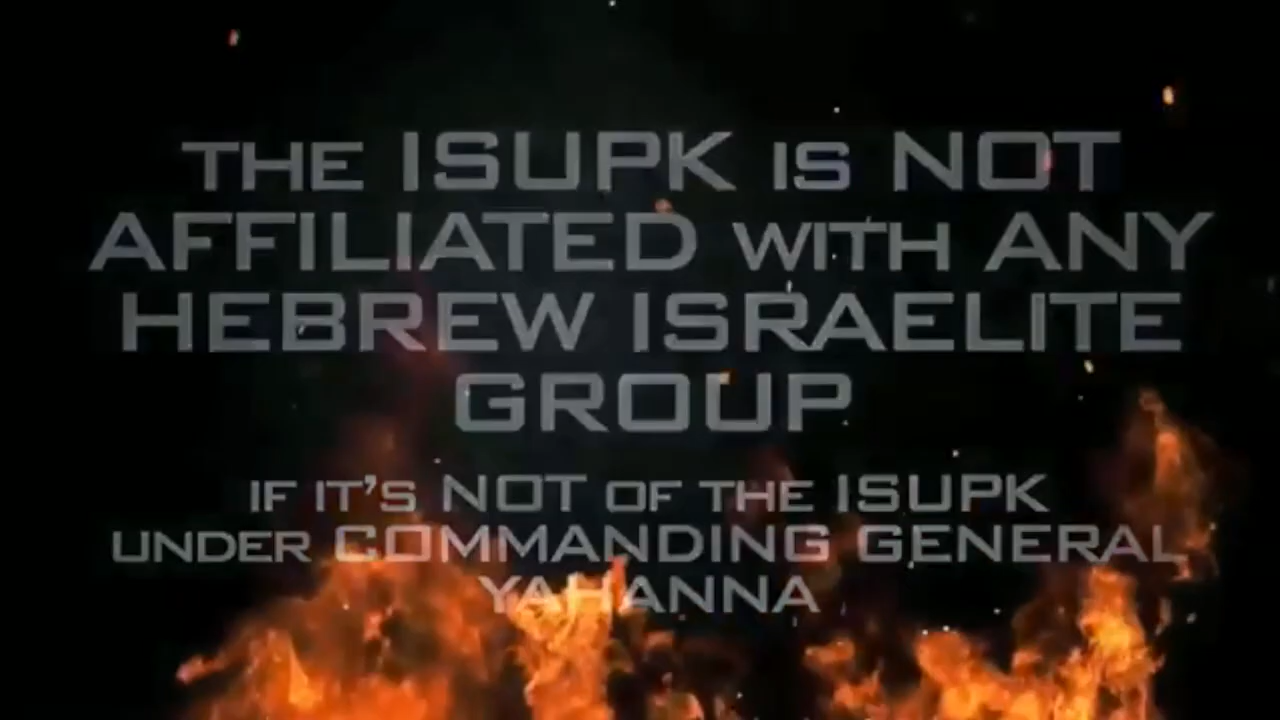 THE ISUPK IS NOT
AFFILIATED WITH ANY
HEBREW ISRAELITE
GROUP
IF IT'S NOT OF THE ISUPK
UNDER COMMANDING GENERAL
YAHANNA